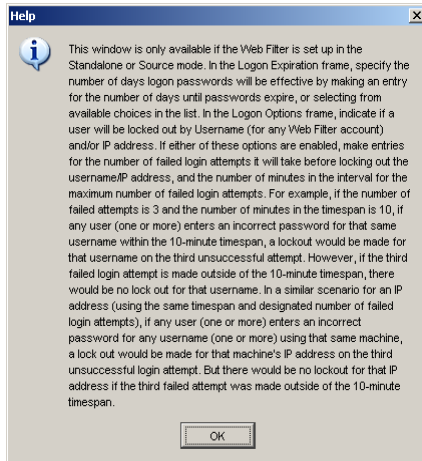 Help
This window is only available if the Web Filter is set up in the
Standalone or Source mode. In the Logon Expiration frame, specify the
number of days logon passwords will be effective by making an entry
for the number of days until passwords expire, or selecting from
available choices in the list. In the Logon Options frame, indicate if a
user will be locked out by Username (for any Web Filter account)
and/or IP address. If either of these options are enabled, make entries
for the number of failed login attempts it will take before locking out the
username/IP address, and the number of minutes in the interval for the
maximum number of failed login attempts. For example, if the number of
failed attempts is 3 and the number of minutes in the timespan is 10, if
any user (one or more) enters an incorrect password for that same
username within the 10-minute timespan, a lockout would be made for
that username on the third unsuccessful attempt. However, if the third
failed login attempt is made outside of the 10-minute timespan, there
would be no lock out for that username. In a similar scenario for an IP
address (using the same timespan and designated number of failed
login attempts), if any user (one or more) enters an incorrect
password for any username (one or more) using that same machine,
a lock out would be made for that machine's IP address on the third
unsuccessful login attempt. But there would be no lockout for that IP
address if the third failed attempt was made outside of the 10-minute
timespan.
OK